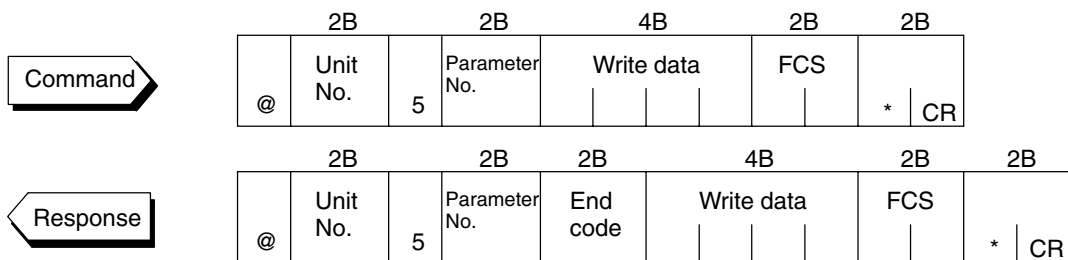 2B 2B 4B 2B 2B
Command
@ Unit No. 5 Parameter No. Write data FCS * CR
2B 2B 2B 4B 2B 2B
Response
@ Unit No. 5 Parameter No. End code Write data FCS * CR